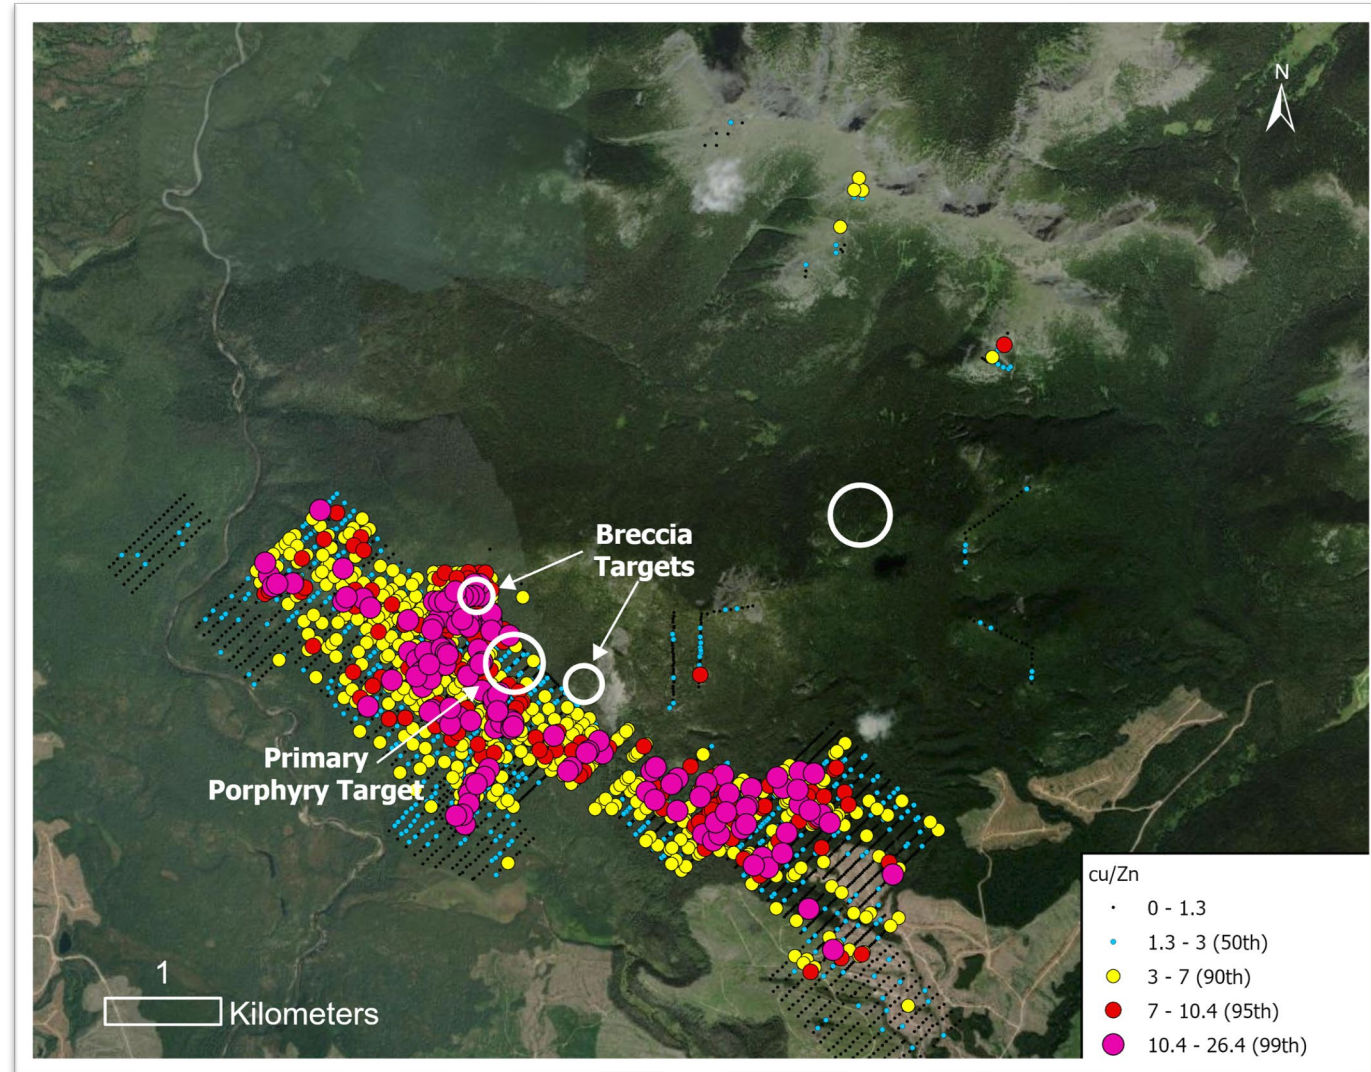 N
Breccia
Targets
Primary
Porphyry Target
1
Kilometers
cu/Zn
0 - 1.3
1.3 - 3 (50th)
3 - 7 (90th)
7 - 10.4 (95th)
10.4 - 26.4 (99th)